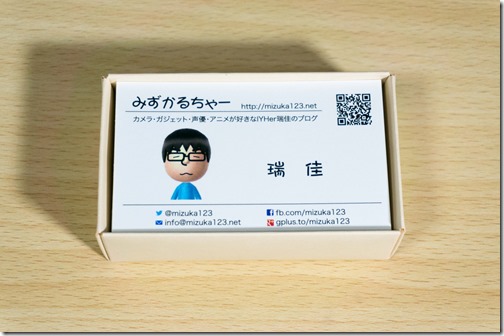 みずかるちゃー http://mizuka123.net
カメラ・ガジェット・声優・アニメが好きなIYHer瑞佳のブログ
瑞 佳
@mizuka123 fb.com/mizuka123
info@mizuka123.net gplus.to/mizuka123